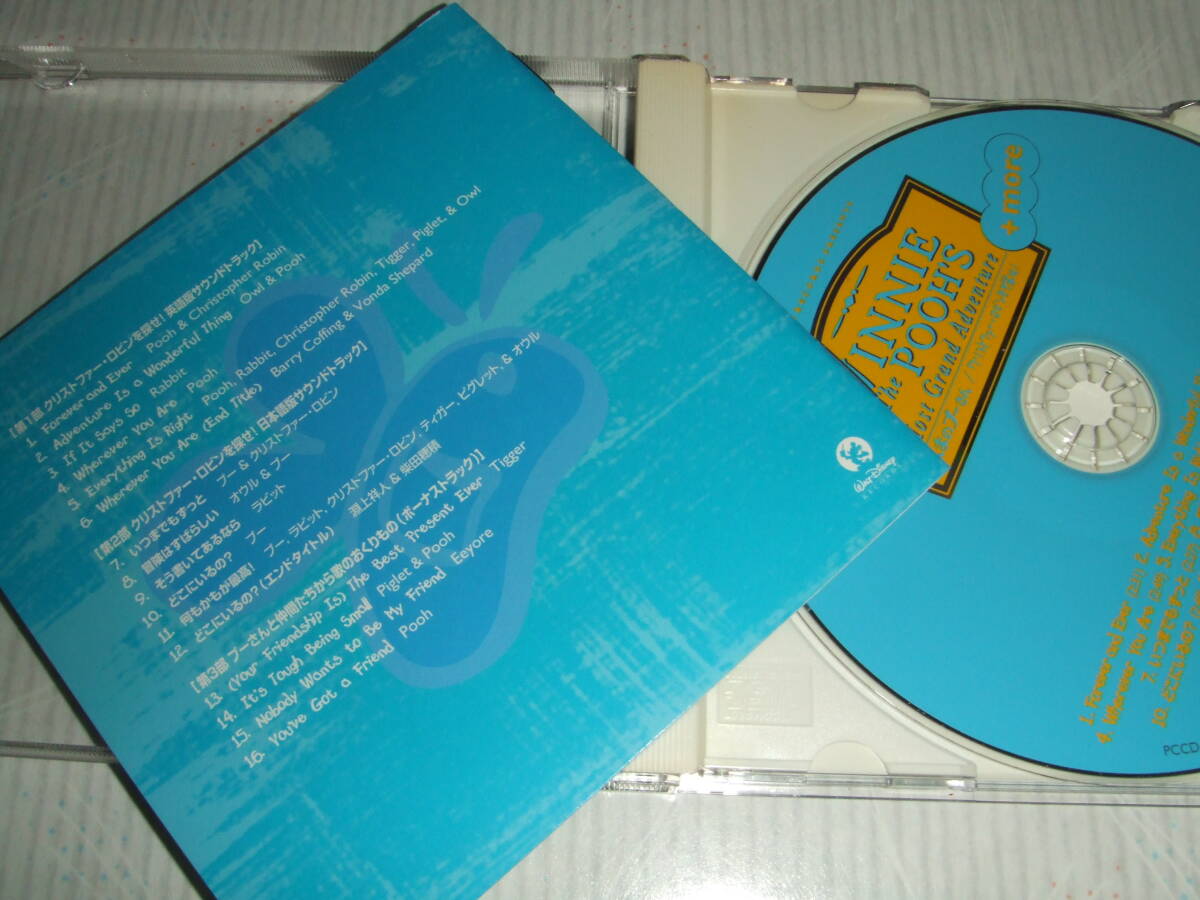 [第1部 クリストファー・ロビンを探せ! 英語版サウンドトラック]
1. Forever and Ever Pooh & Christopher Robin
2. Adventure Is a Wonderful Thing Owl & Pooh
3. If It Says So Rabbit
4. Wherever You Are Pooh
5. Everything Is Right Pooh, Rabbit, Christopher Robin, Tigger, Piglet, & Owl
6. Wherever You Are (End Title) Barry Coffing & Vonda Shepard
[第2部 クリストファー・ロビンを探せ! 日本語版サウンドトラック]
7. いつまでもずっと プー & クリストファー・ロビン
8. 冒険はすばらしい オウル & プー
9. そう書いてあるなら ラビット
10. どこにいるの? プー
11. 何もかもが最高! プー、ラビット、クリストファー・ロビン、ティガー、ピグレット、& オウル
12. どこにいるの? (エンドタイトル) & 柴田恵明
[第3部 プーさんと仲間たちから歌のおくりもの (ボーナストラック)]
13. (Your Friendship Is) The Best Present Ever Tigger
14. It's Tough Being Small Piglet & Pooh
15. Nobody Wants to Be My Friend Eeyore
16. You've Got a Friend Pooh
WALT DISNEY
RECORDS
+ more
WINNIE
The POOH'S
Most Grand Adventure
1. Forever and Ever 2. Adventure Is a Wonderful
4. Wherever You Are 5. Everything Is
7. いつまでもずっと
10. どこにいるの?
PCCD